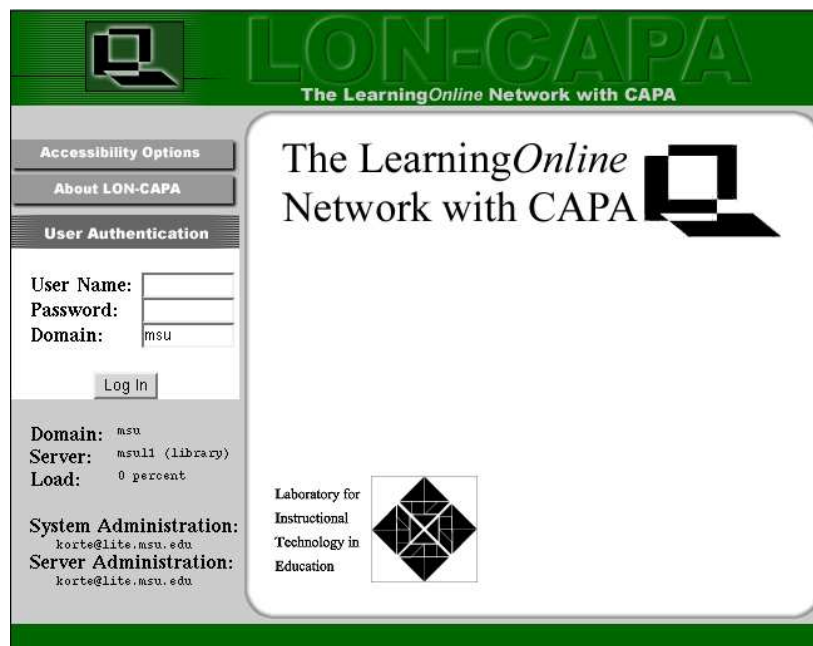 LON-CAPA
The LearningOnline Network with CAPA
Accessibility Options
About LON-CAPA
User Authentication
User Name:
Password:
Domain: msu
Log In
Domain: msu
Server: msul1 (library)
Load: 0 percent
System Administration:
korte@lite.msu.edu
Server Administration:
korte@lite.msu.edu
The LearningOnline
Network with CAPA
Laboratory for
Instructional
Technology in
Education